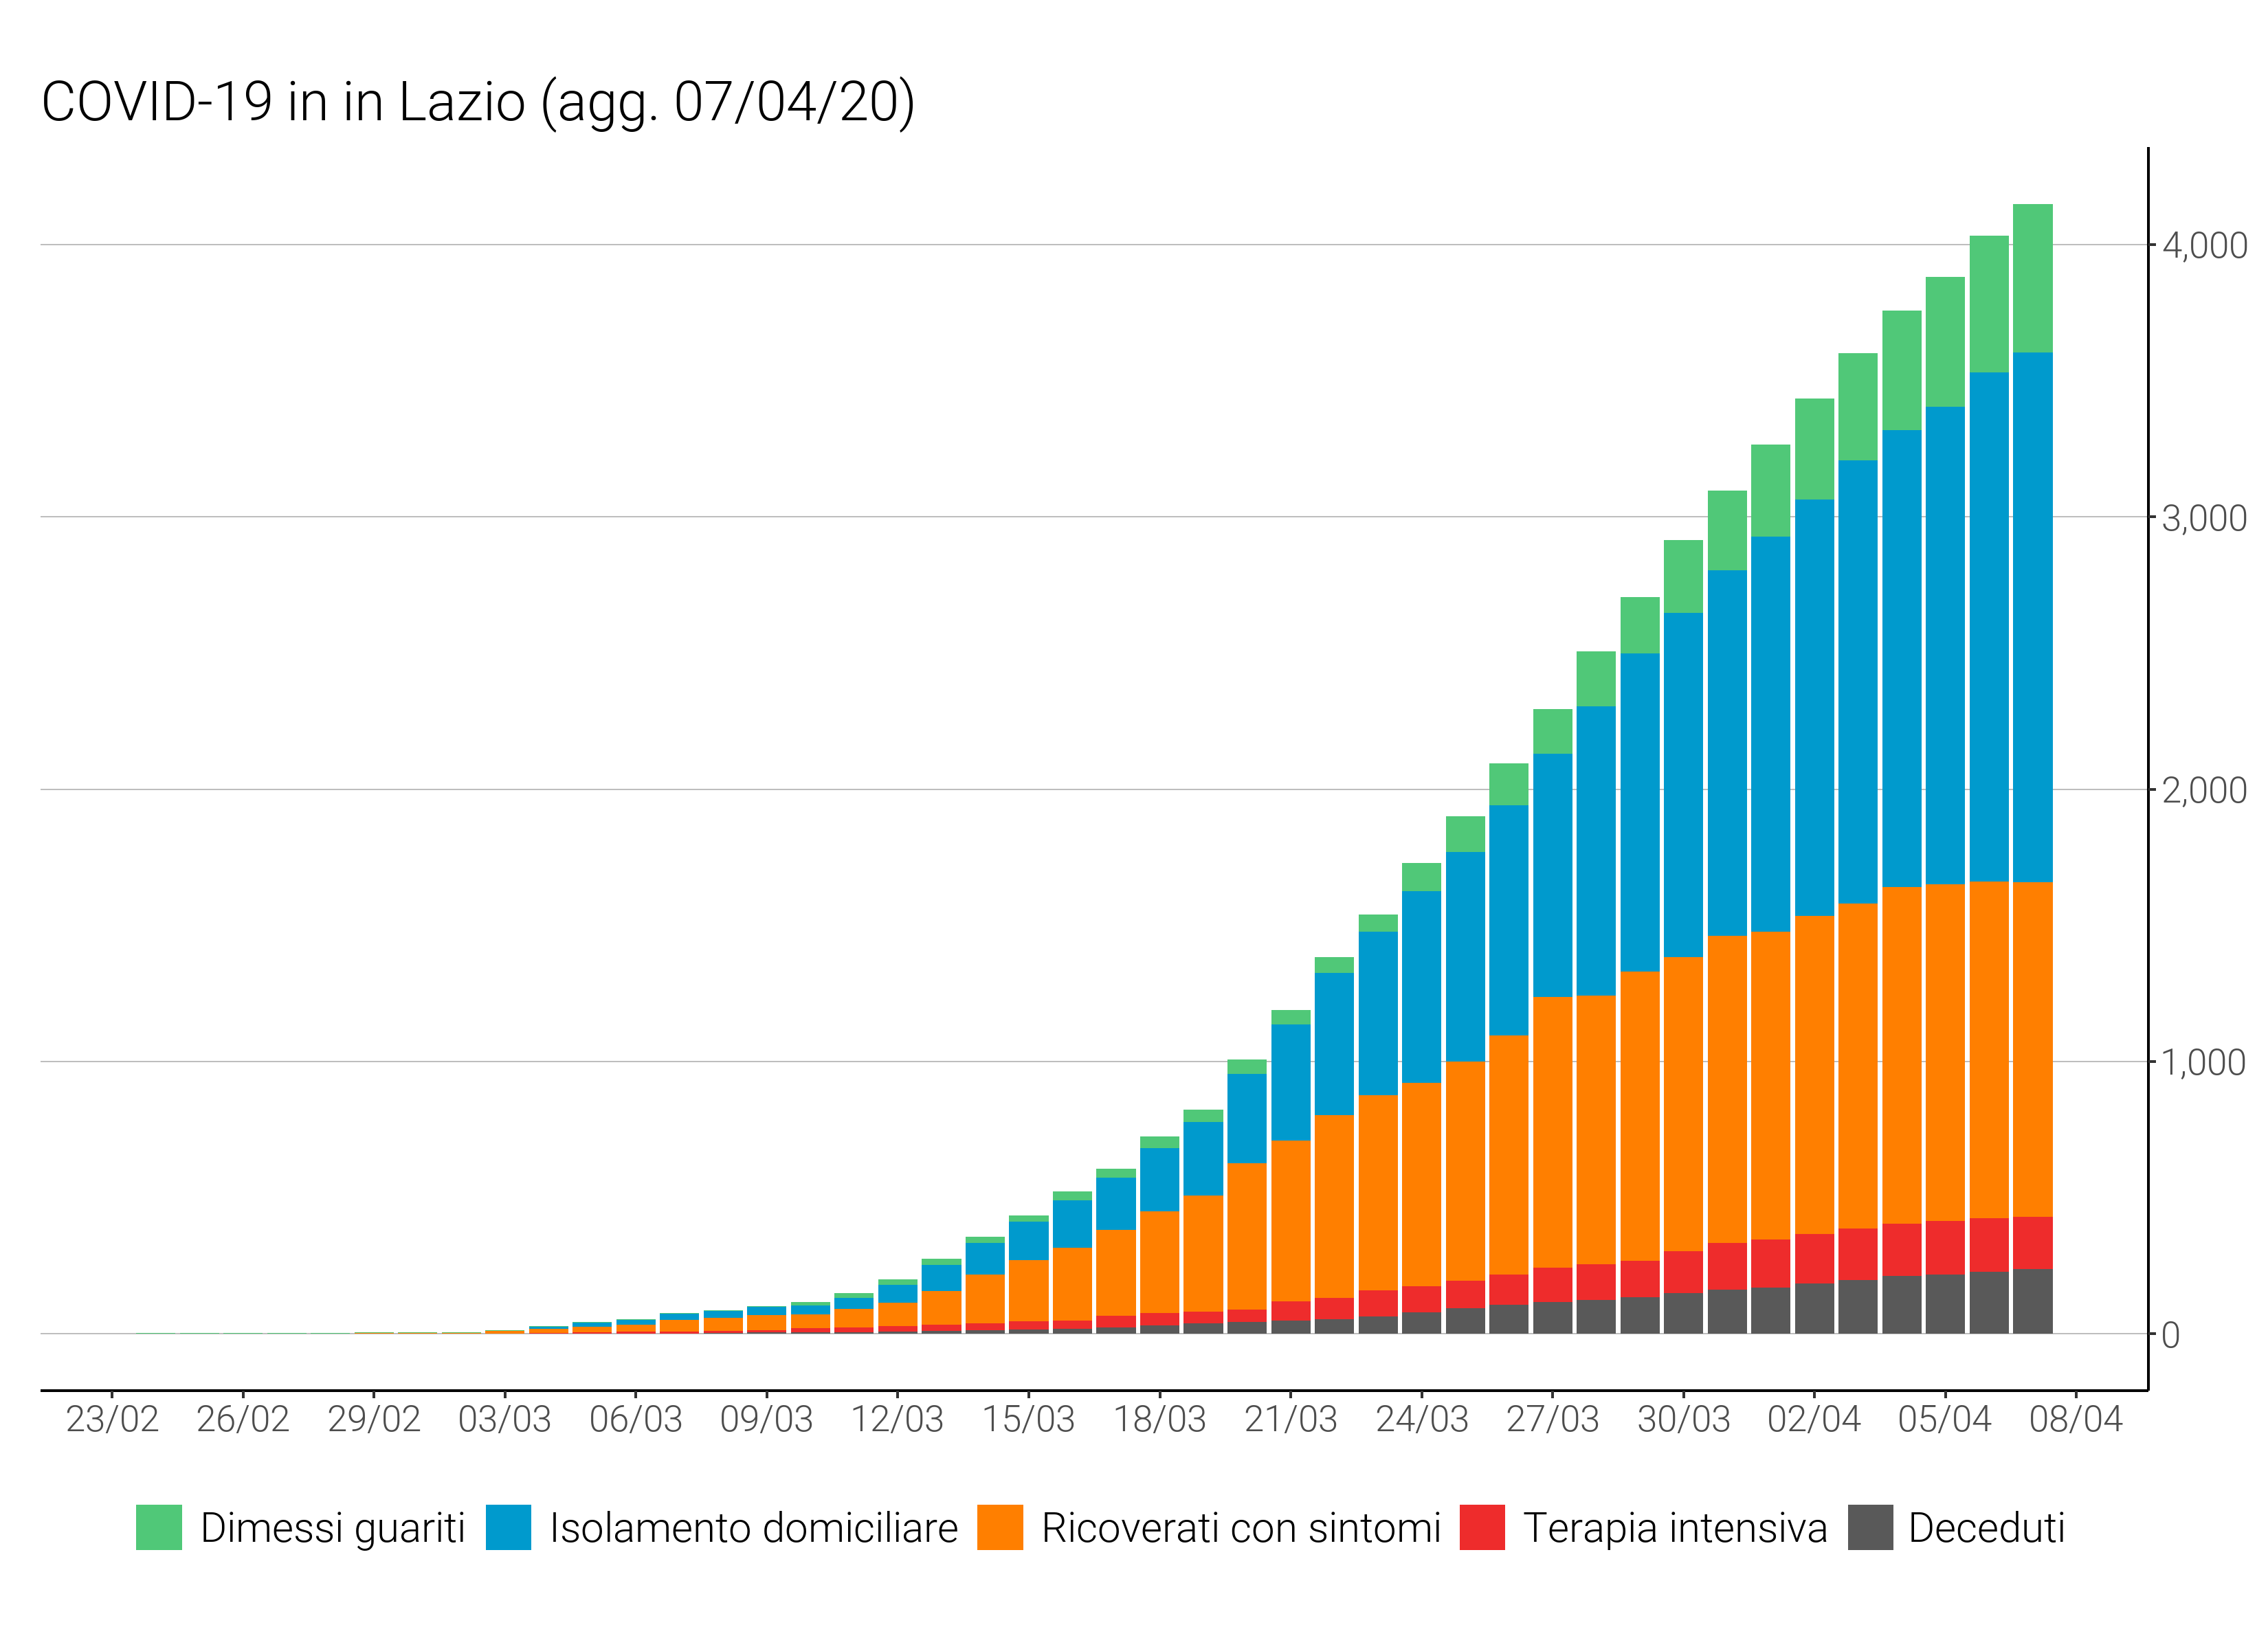 COVID-19 in in Lazio (agg. 07/04/20)
4,000
3,000
2,000
1,000
0
23/02 26/02 29/02 03/03 06/03 09/03 12/03 15/03 18/03 21/03 24/03 27/03 30/03 02/04 05/04 08/04
Dimessi guariti Isolamento domiciliare Ricoverati con sintomi Terapia intensiva Deceduti